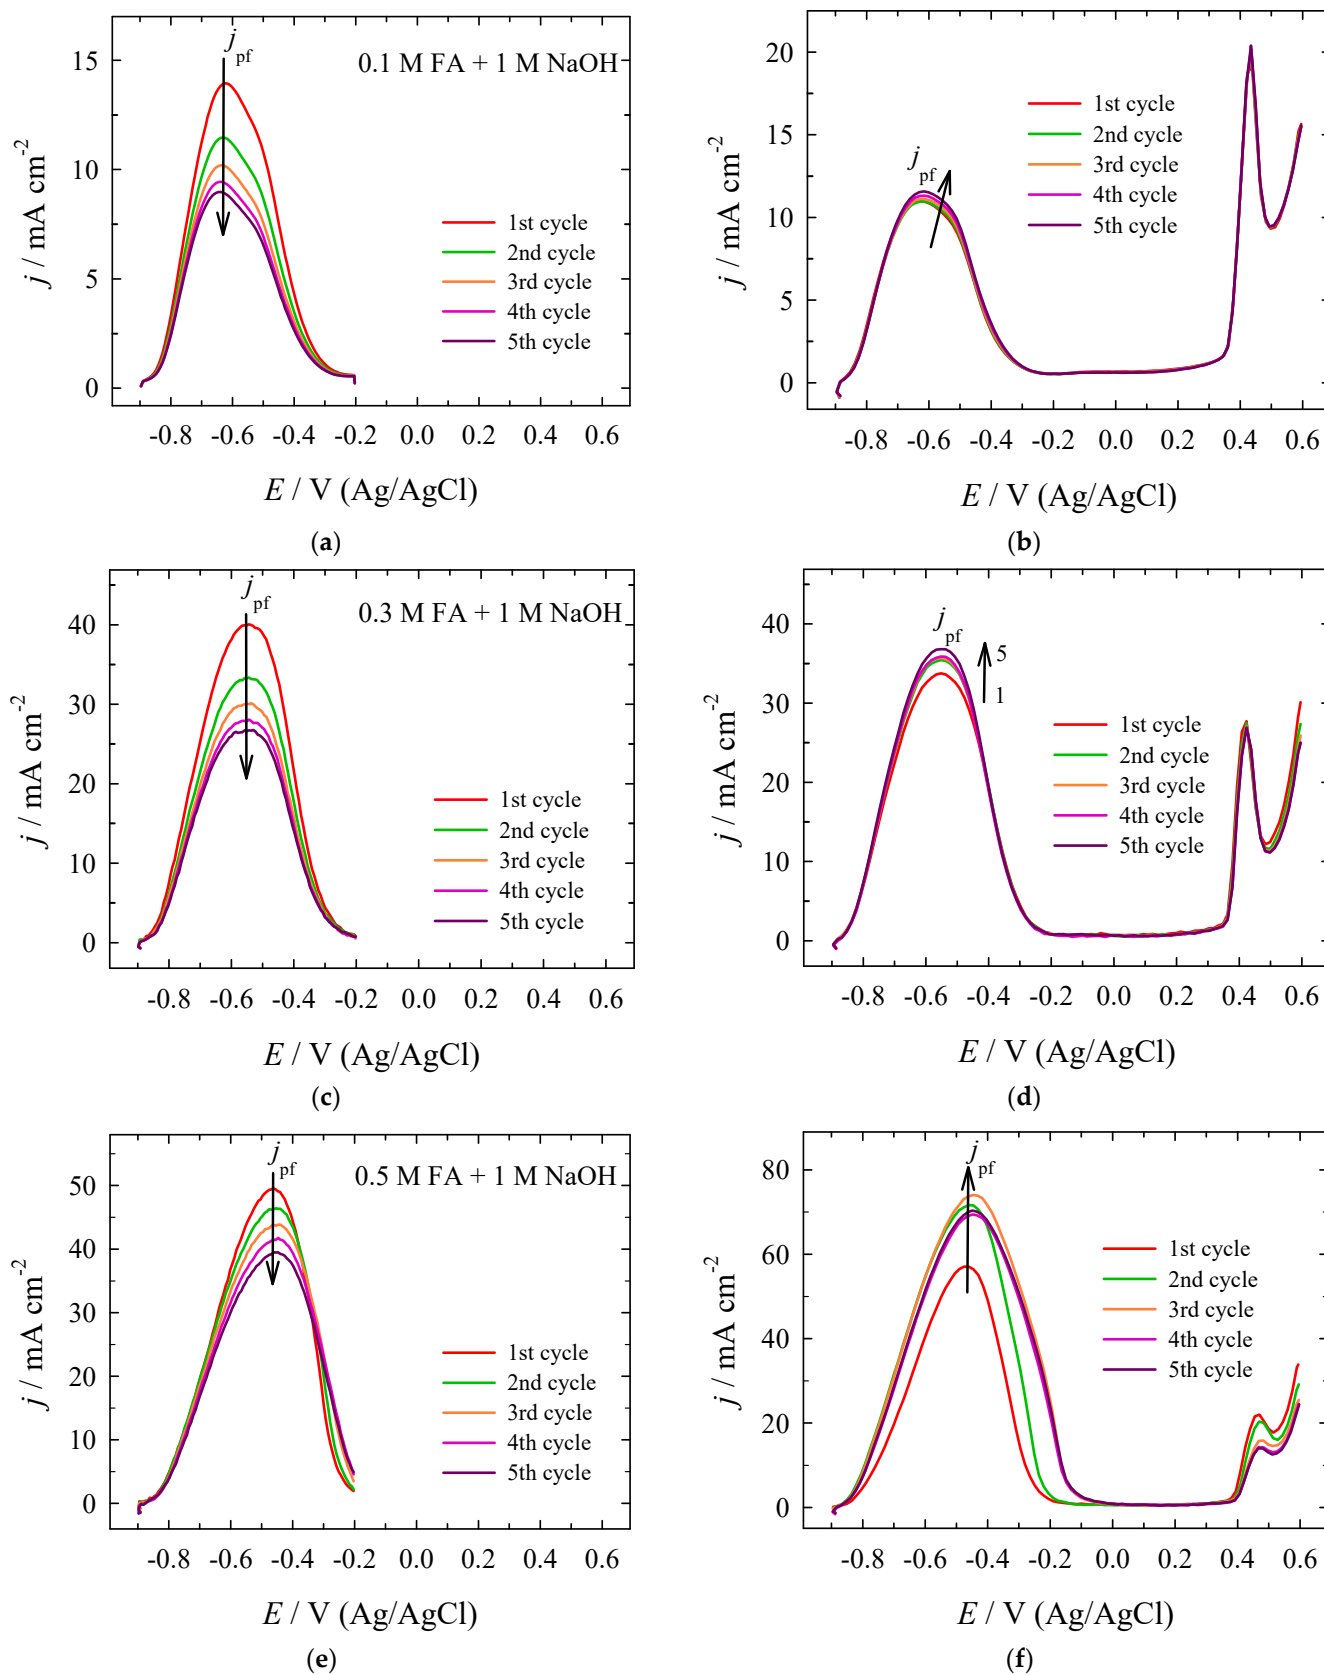 j pf
0.1 M FA + 1 M NaOH
15
10
5
0
j / mA cm-2
1st cycle
2nd cycle
3rd cycle
4th cycle
5th cycle
-0.8 -0.6 -0.4 -0.2 0.0 0.2 0.4 0.6
E / V (Ag/AgCl)
(a)
20
15
10
5
0
j / mA cm-2
j pf
1st cycle
2nd cycle
3rd cycle
4th cycle
5th cycle
-0.8 -0.6 -0.4 -0.2 0.0 0.2 0.4 0.6
E / V (Ag/AgCl)
(b)
j pf
0.3 M FA + 1 M NaOH
40
30
20
10
0
j / mA cm-2
1st cycle
2nd cycle
3rd cycle
4th cycle
5th cycle
-0.8 -0.6 -0.4 -0.2 0.0 0.2 0.4 0.6
E / V (Ag/AgCl)
(c)
40
30
20
10
0
j / mA cm-2
j pf
5
1
1st cycle
2nd cycle
3rd cycle
4th cycle
5th cycle
-0.8 -0.6 -0.4 -0.2 0.0 0.2 0.4 0.6
E / V (Ag/AgCl)
(d)
j pf
0.5 M FA + 1 M NaOH
50
40
30
20
10
0
j / mA cm-2
1st cycle
2nd cycle
3rd cycle
4th cycle
5th cycle
-0.8 -0.6 -0.4 -0.2 0.0 0.2 0.4 0.6
E / V (Ag/AgCl)
(e)
80
60
40
20
0
j / mA cm-2
j pf
1st cycle
2nd cycle
3rd cycle
4th cycle
5th cycle
-0.8 -0.6 -0.4 -0.2 0.0 0.2 0.4 0.6
E / V (Ag/AgCl)
(f)